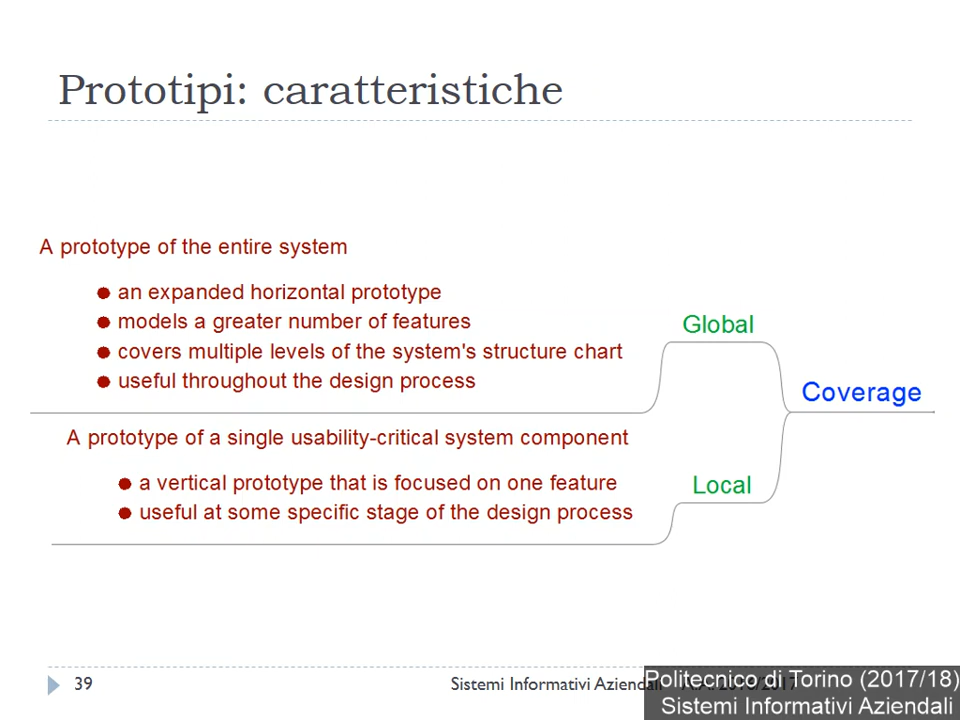 Prototipi: caratteristiche
A prototype of the entire system
an expanded horizontal prototype
models a greater number of features
covers multiple levels of the system's structure chart
useful throughout the design process
Global
Coverage
A prototype of a single usability-critical system component
a vertical prototype that is focused on one feature
useful at some specific stage of the design process
Local
39
Sistemi Informativi Aziendali A.A. 2016/2017
Politecnico di Torino (2017/18)
Sistemi Informativi Aziendali